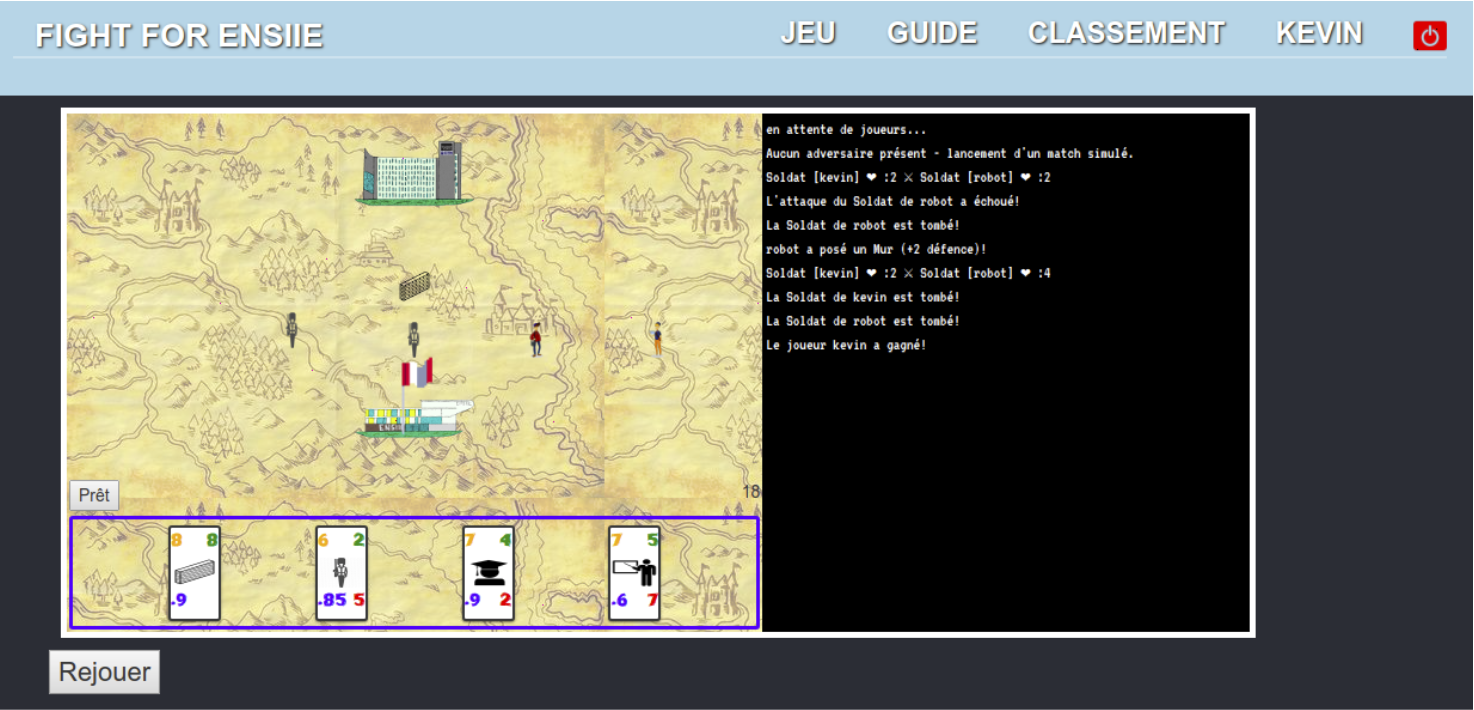 FIGHT FOR ENSIIE
JEU GUIDE CLASSEMENT KEVIN
en attente de joueurs...
Aucun adversaire présent - lancement d'un match simulé.
Soldat [kevin] ❤ :2 ⚔ Soldat [robot] ❤ :2
L'attaque du Soldat de robot a échoué!
La Soldat de robot est tombé!
robot a posé un Mur (+2 défence)!
Soldat [kevin] ❤ :2 ⚔ Soldat [robot] ❤ :4
La Soldat de kevin est tombé!
La Soldat de robot est tombé!
Le joueur kevin a gagné!
ENSIIE
Prêt
18
8 8 6 2 7 4 7 5
.9 .85 5 .9 2 .6 7
Rejouer